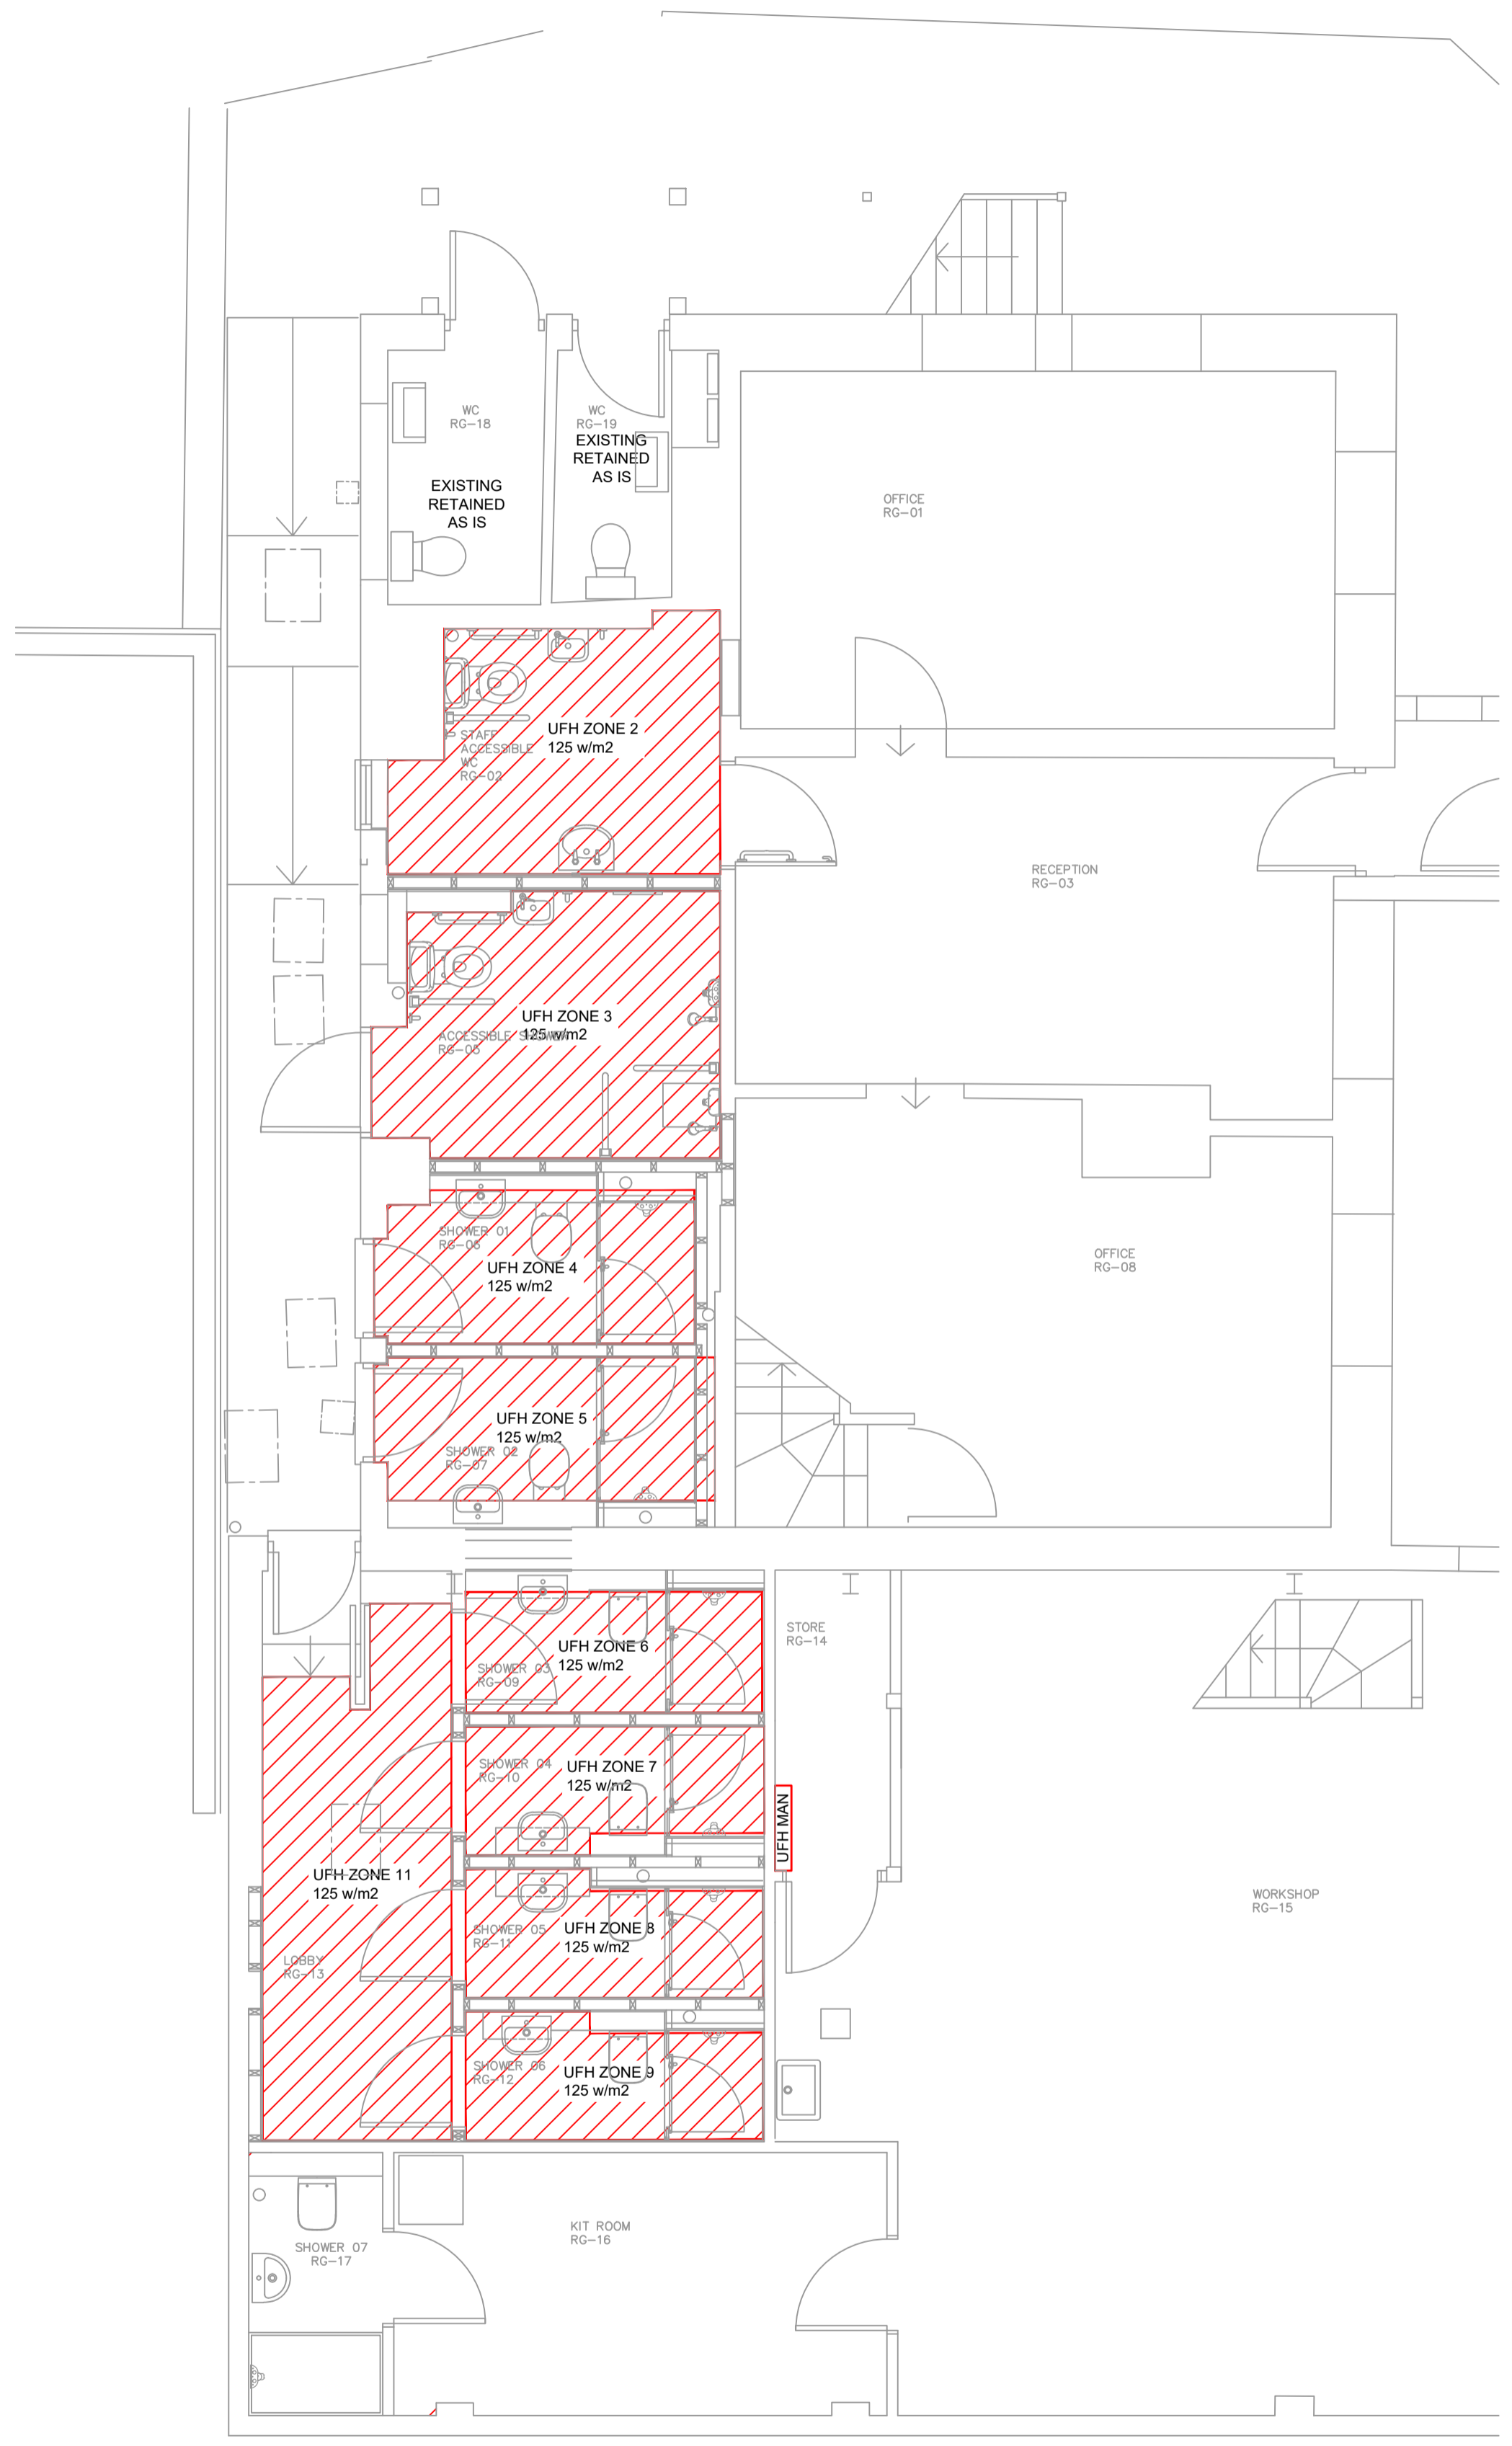 WC
RG-18
EXISTING
RETAINED
AS IS
WC
RG-19
EXISTING
RETAINED
AS IS
OFFICE
RG-01
UFH ZONE 2
125 w/m2
STAFF
ACCESSIBLE
WC
RG-02
RECEPTION
RG-03
UFH ZONE 3
125 w/m2
ACCESSIBLE SHOWER
RG-05
SHOWER 01
RG-06
UFH ZONE 4
125 w/m2
OFFICE
RG-08
UFH ZONE 5
125 w/m2
SHOWER 02
RG-07
STORE
RG-14
UFH ZONE 6
125 w/m2
SHOWER 03
RG-09
SHOWER 04
RG-10
UFH ZONE 7
125 w/m2
UFH MAN
UFH ZONE 11
125 w/m2
WORKSHOP
RG-15
SHOWER 05
RG-11
UFH ZONE 8
125 w/m2
LOBBY
RG-13
SHOWER 06
RG-12
UFH ZONE 9
125 w/m2
KIT ROOM
RG-16
SHOWER 07
RG-17